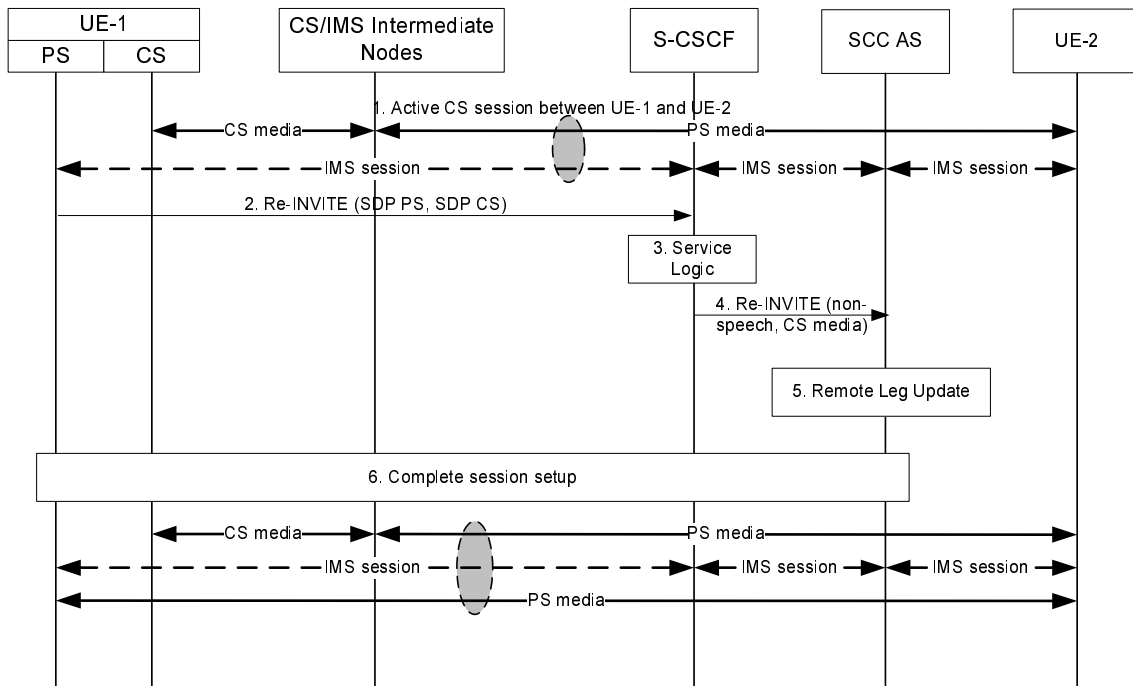 UE-1
PS
CS
CS/IMS Intermediate
Nodes
S-CSCF
SCC AS
UE-2
1. Active CS session between UE-1 and UE-2
CS media
PS media
IMS session
IMS session
IMS session
2. Re-INVITE (SDP PS, SDP CS)
3. Service
Logic
4. Re-INVITE (non-
speech, CS media)
5. Remote Leg Update
6. Complete session setup
CS media
PS media
IMS session
IMS session
IMS session
PS media